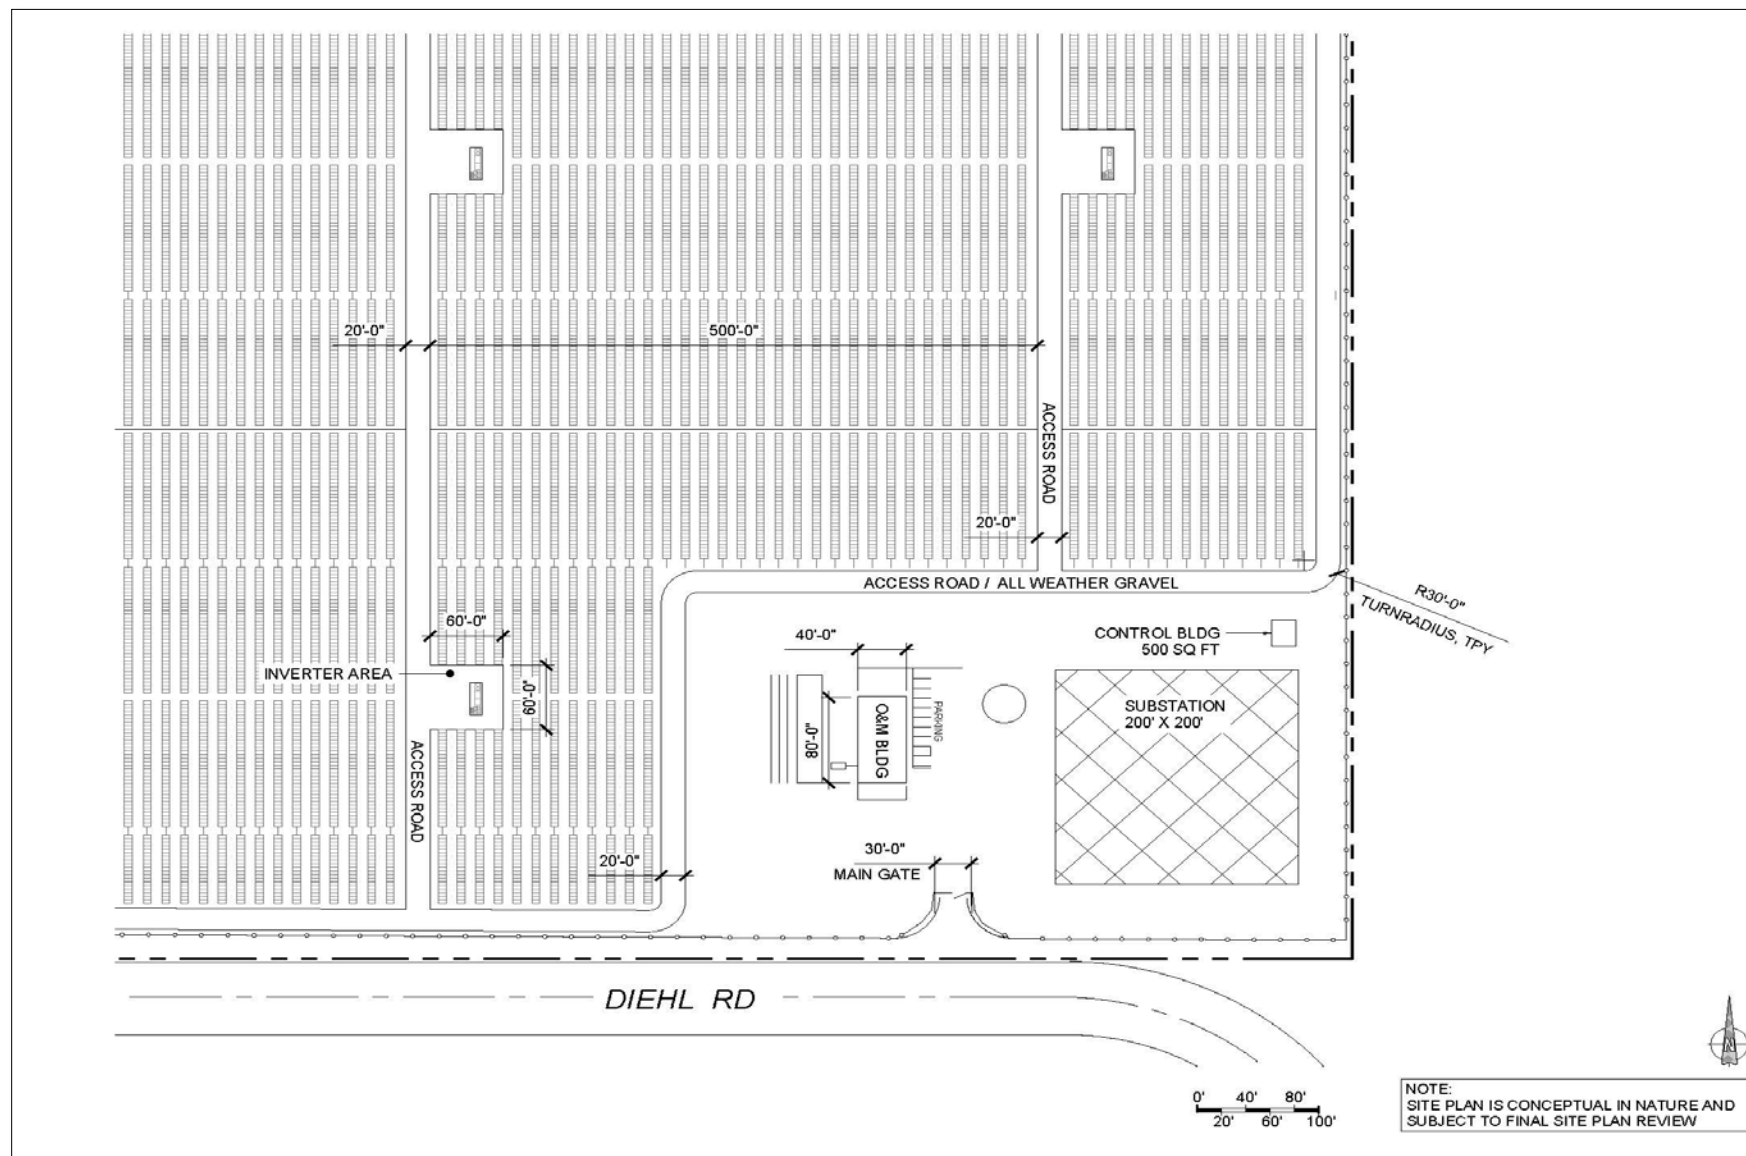 20'-0"
500'-0"
ACCESS ROAD
20'-0"
ACCESS ROAD / ALL WEATHER GRAVEL
R30'-0"
TURNRADIUS, TPY
60'-0"
INVERTER AREA
60'-0"
ACCESS ROAD
40'-0"
CONTROL BLDG
500 SQ FT
80'-0"
O&M BLDG
PARKING
SUBSTATION
200' X 200'
20'-0"
30'-0"
MAIN GATE
DIEHL RD
N
0' 40' 80'
20' 60' 100'
NOTE:
SITE PLAN IS CONCEPTUAL IN NATURE AND
SUBJECT TO FINAL SITE PLAN REVIEW